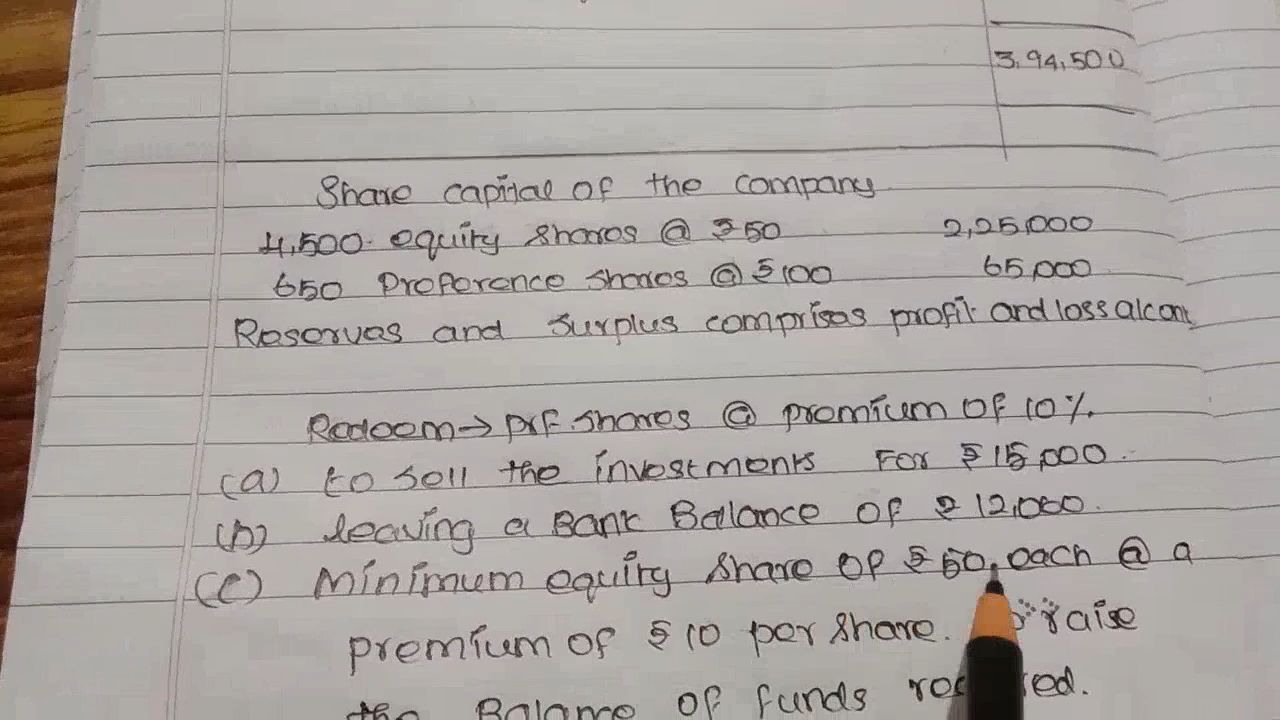 3,94,500
Share capital of the company
4,500 equity shares @ ₹50 2,25,000
650 Preference shares @ ₹100 65,000
Reserves and surplus comprises profit and loss a/c only
Redeem → prf shares @ premium of 10%.
(a) to sell the investments For ₹15,000.
(b) leaving a Bank Balance of ₹12,000.
(c) Minimum equity share of ₹50 each @ a
premium of ₹10 per share. raise
the Balance of funds